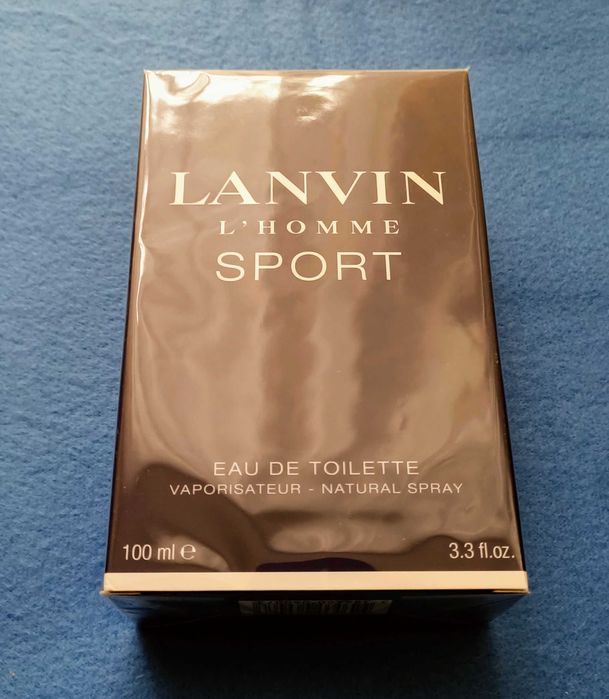 LANVIN
L'HOMME
SPORT
EAU DE TOILETTE
VAPORISATEUR - NATURAL SPRAY
100 ml ℮ 3.3 fl.oz.